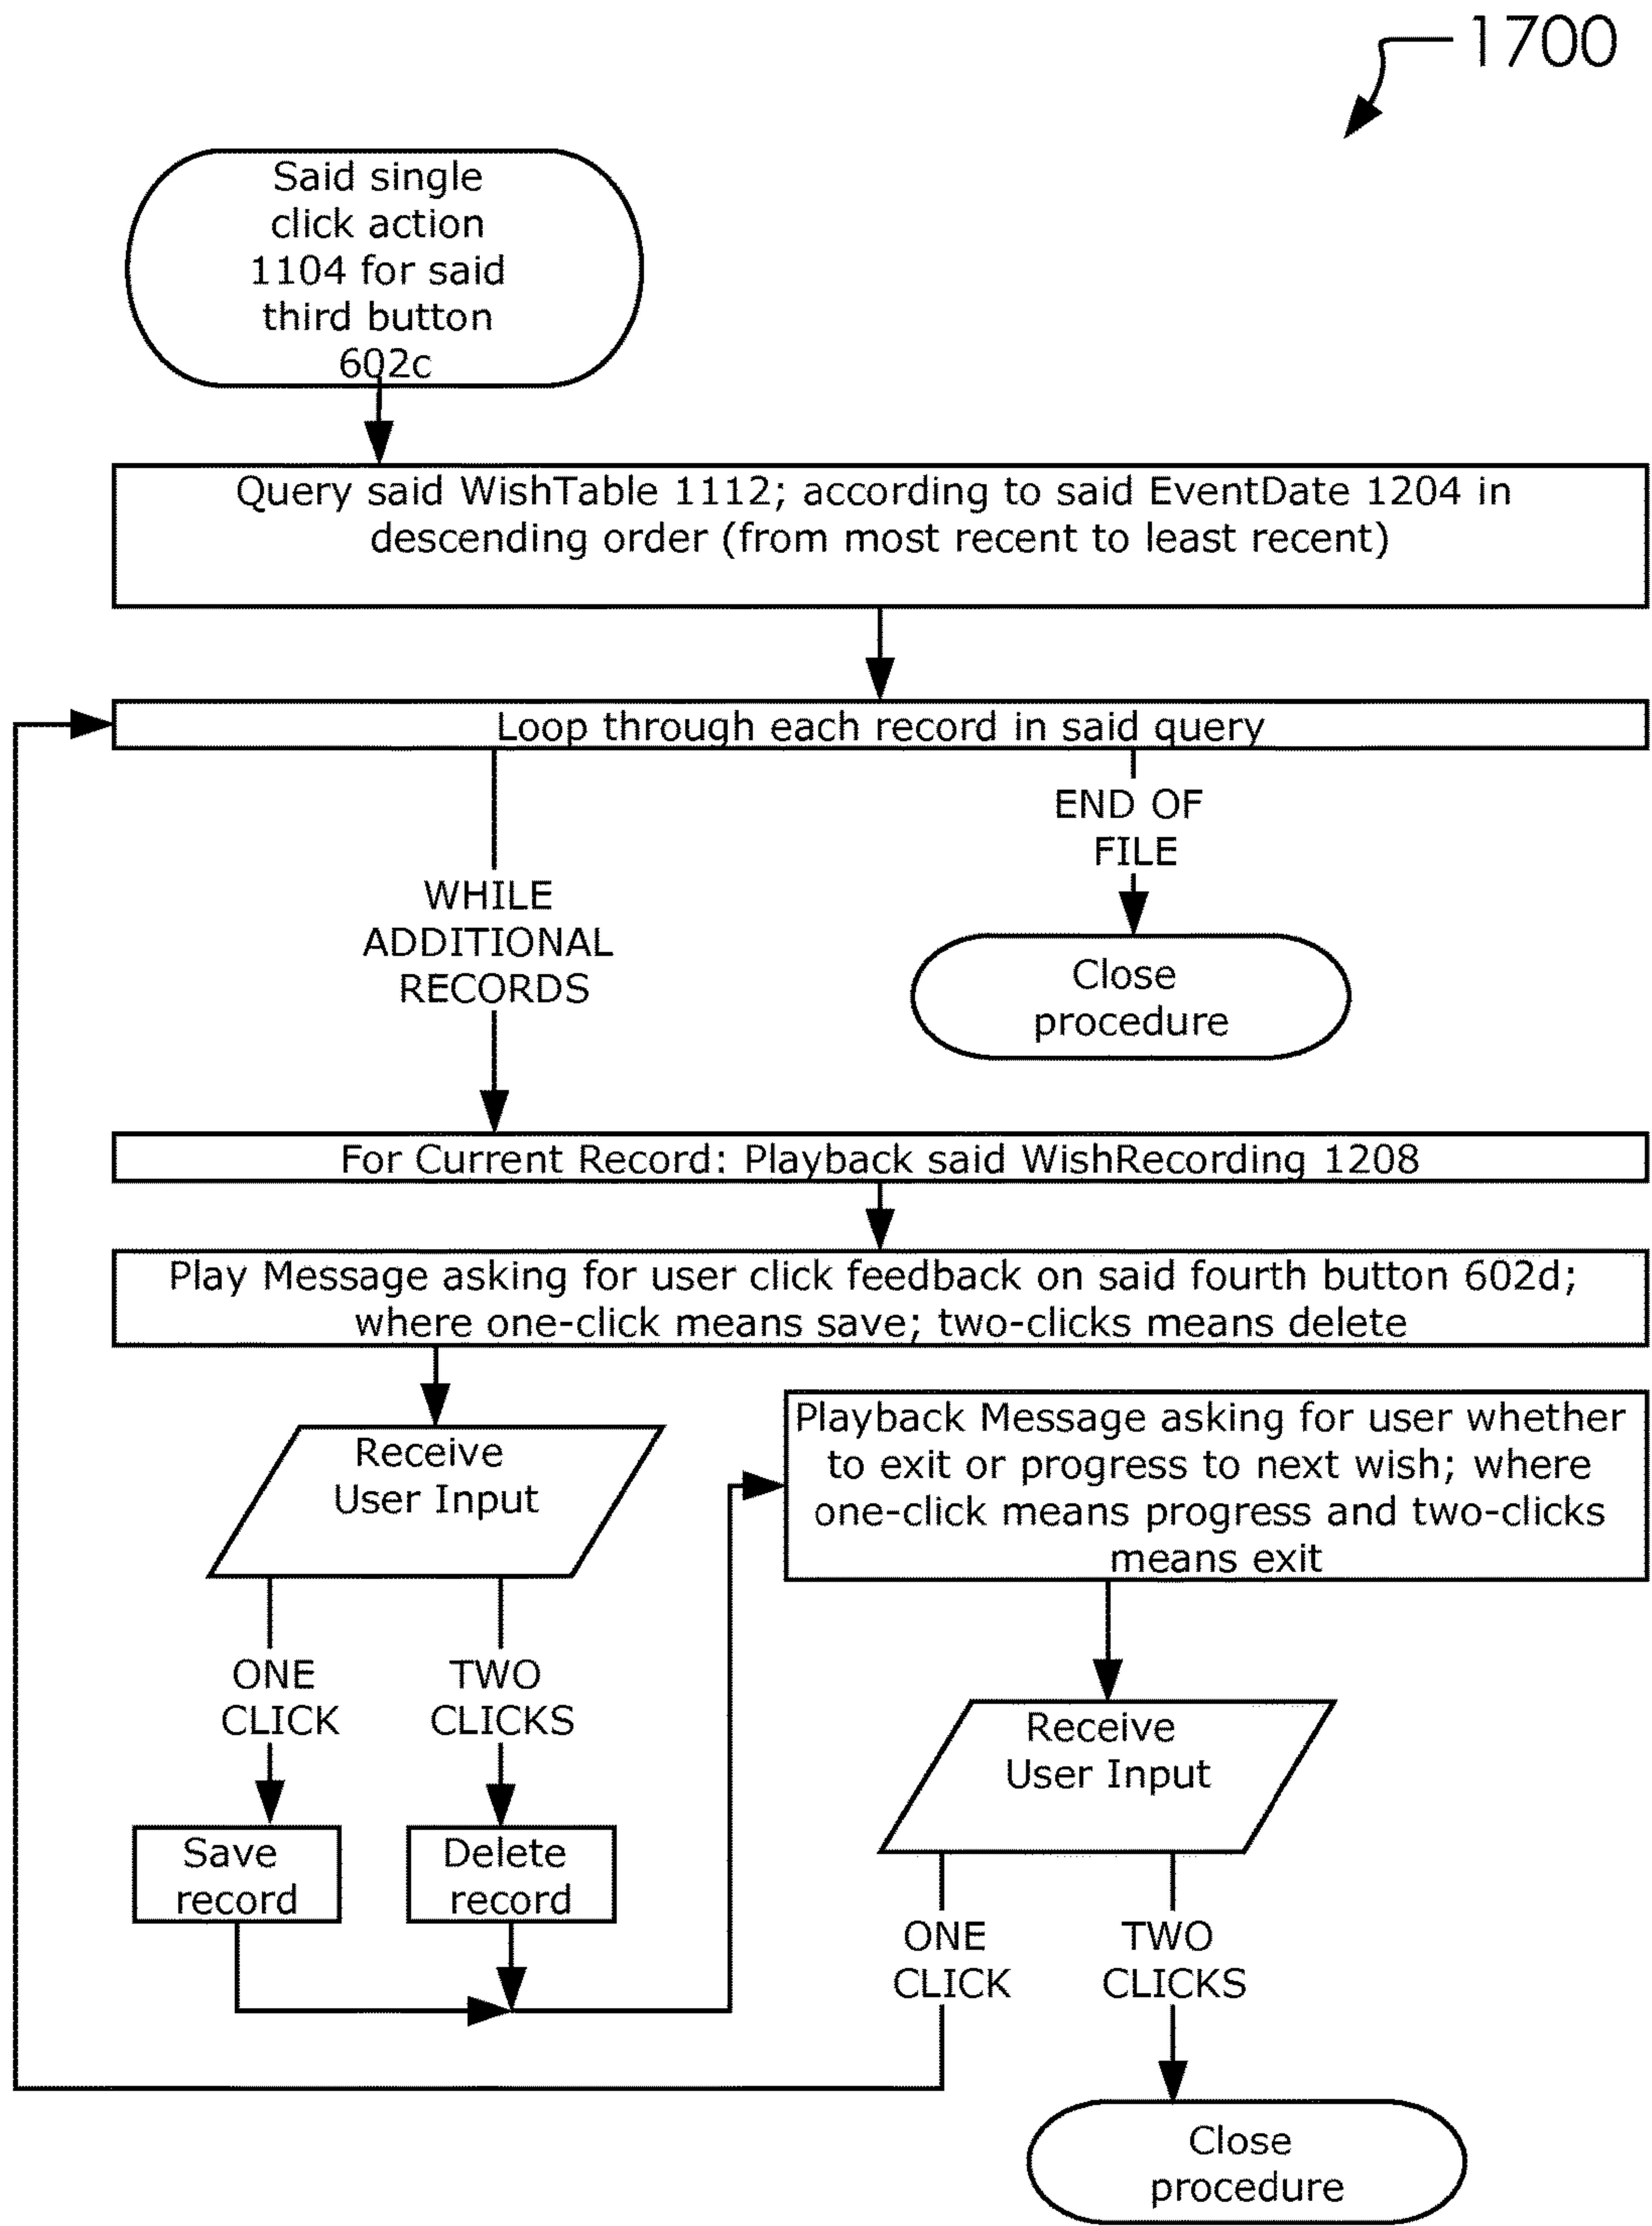 1700
Said single
click action
1104 for said
third button
602c
Query said WishTable 1112; according to said EventDate 1204 in
descending order (from most recent to least recent)
Loop through each record in said query
END OF
FILE
WHILE
ADDITIONAL
RECORDS
Close
procedure
For Current Record: Playback said WishRecording 1208
Play Message asking for user click feedback on said fourth button 602d;
where one-click means save; two-clicks means delete
Receive
User Input
Playback Message asking for user whether
to exit or progress to next wish; where
one-click means progress and two-clicks
means exit
ONE
CLICK
TWO
CLICKS
Receive
User Input
Save
record
Delete
record
ONE
CLICK
TWO
CLICKS
Close
procedure